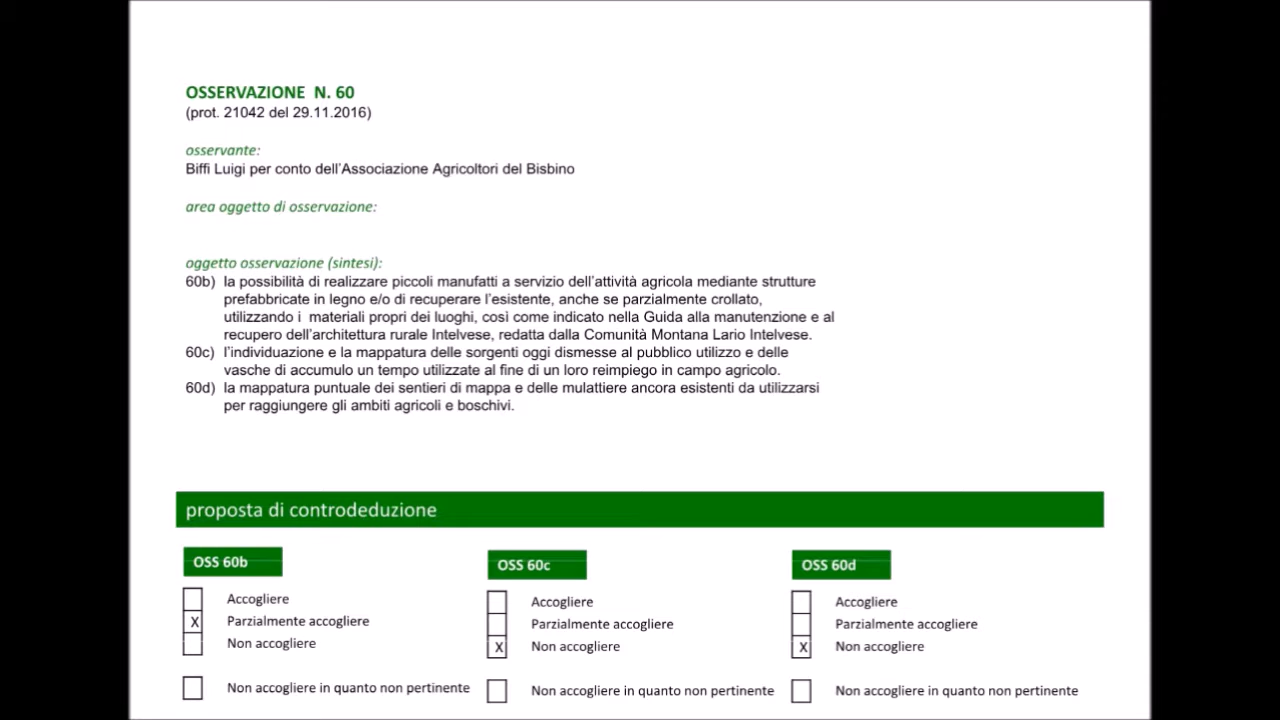 OSSERVAZIONE N. 60
(prot. 21042 del 29.11.2016)
osservante:
Biffi Luigi per conto dell'Associazione Agricoltori del Bisbino
area oggetto di osservazione:
oggetto osservazione (sintesi):
60b) la possibilità di realizzare piccoli manufatti a servizio dell'attività agricola mediante strutture
prefabbricate in legno e/o di recuperare l'esistente, anche se parzialmente crollato,
utilizzando i materiali propri dei luoghi, così come indicato nella Guida alla manutenzione e al
recupero dell'architettura rurale Intelvese, redatta dalla Comunità Montana Lario Intelvese.
60c) l'individuazione e la mappatura delle sorgenti oggi dismesse al pubblico utilizzo e delle
vasche di accumulo un tempo utilizzate al fine di un loro reimpiego in campo agricolo.
60d) la mappatura puntuale dei sentieri di mappa e delle mulattiere ancora esistenti da utilizzarsi
per raggiungere gli ambiti agricoli e boschivi.
proposta di controdeduzione
OSS 60b
Accogliere
X Parzialmente accogliere
Non accogliere
Non accogliere in quanto non pertinente
OSS 60c
Accogliere
Parzialmente accogliere
X Non accogliere
Non accogliere in quanto non pertinente
OSS 60d
Accogliere
Parzialmente accogliere
X Non accogliere
Non accogliere in quanto non pertinente